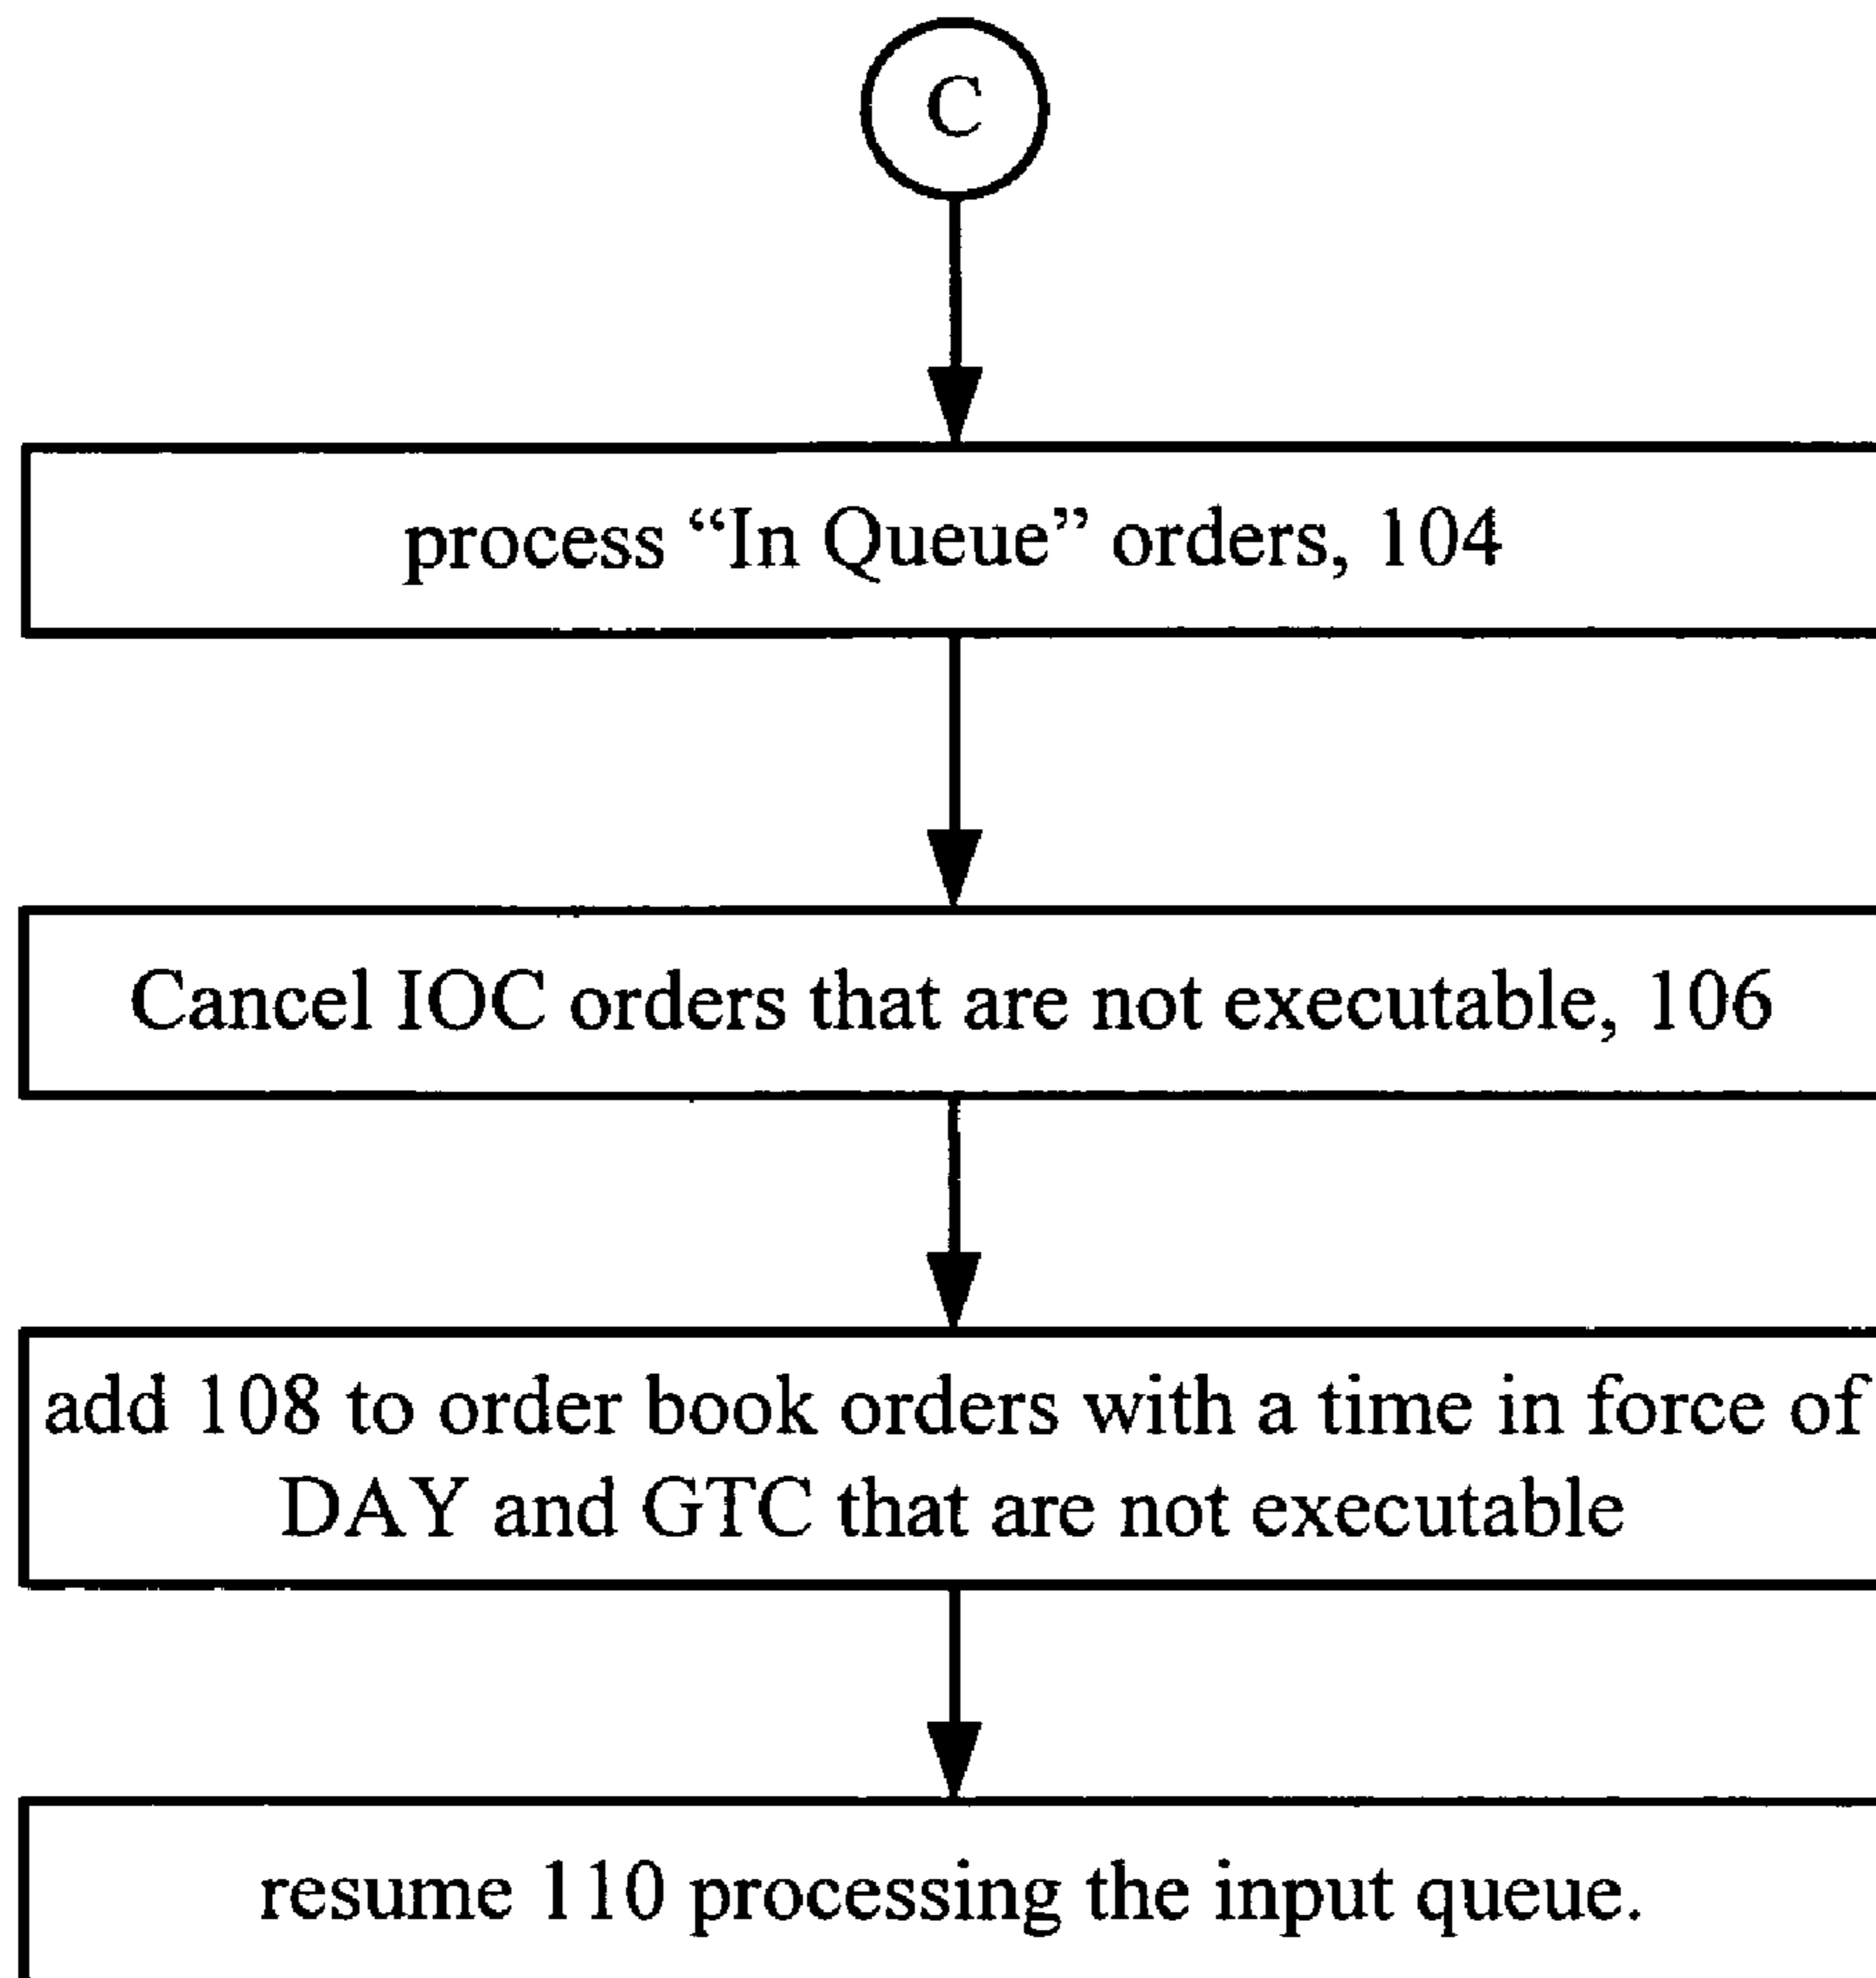 C
process “In Queue” orders, 104
Cancel IOC orders that are not executable, 106
add 108 to order book orders with a time in force of
DAY and GTC that are not executable
resume 110 processing the input queue.